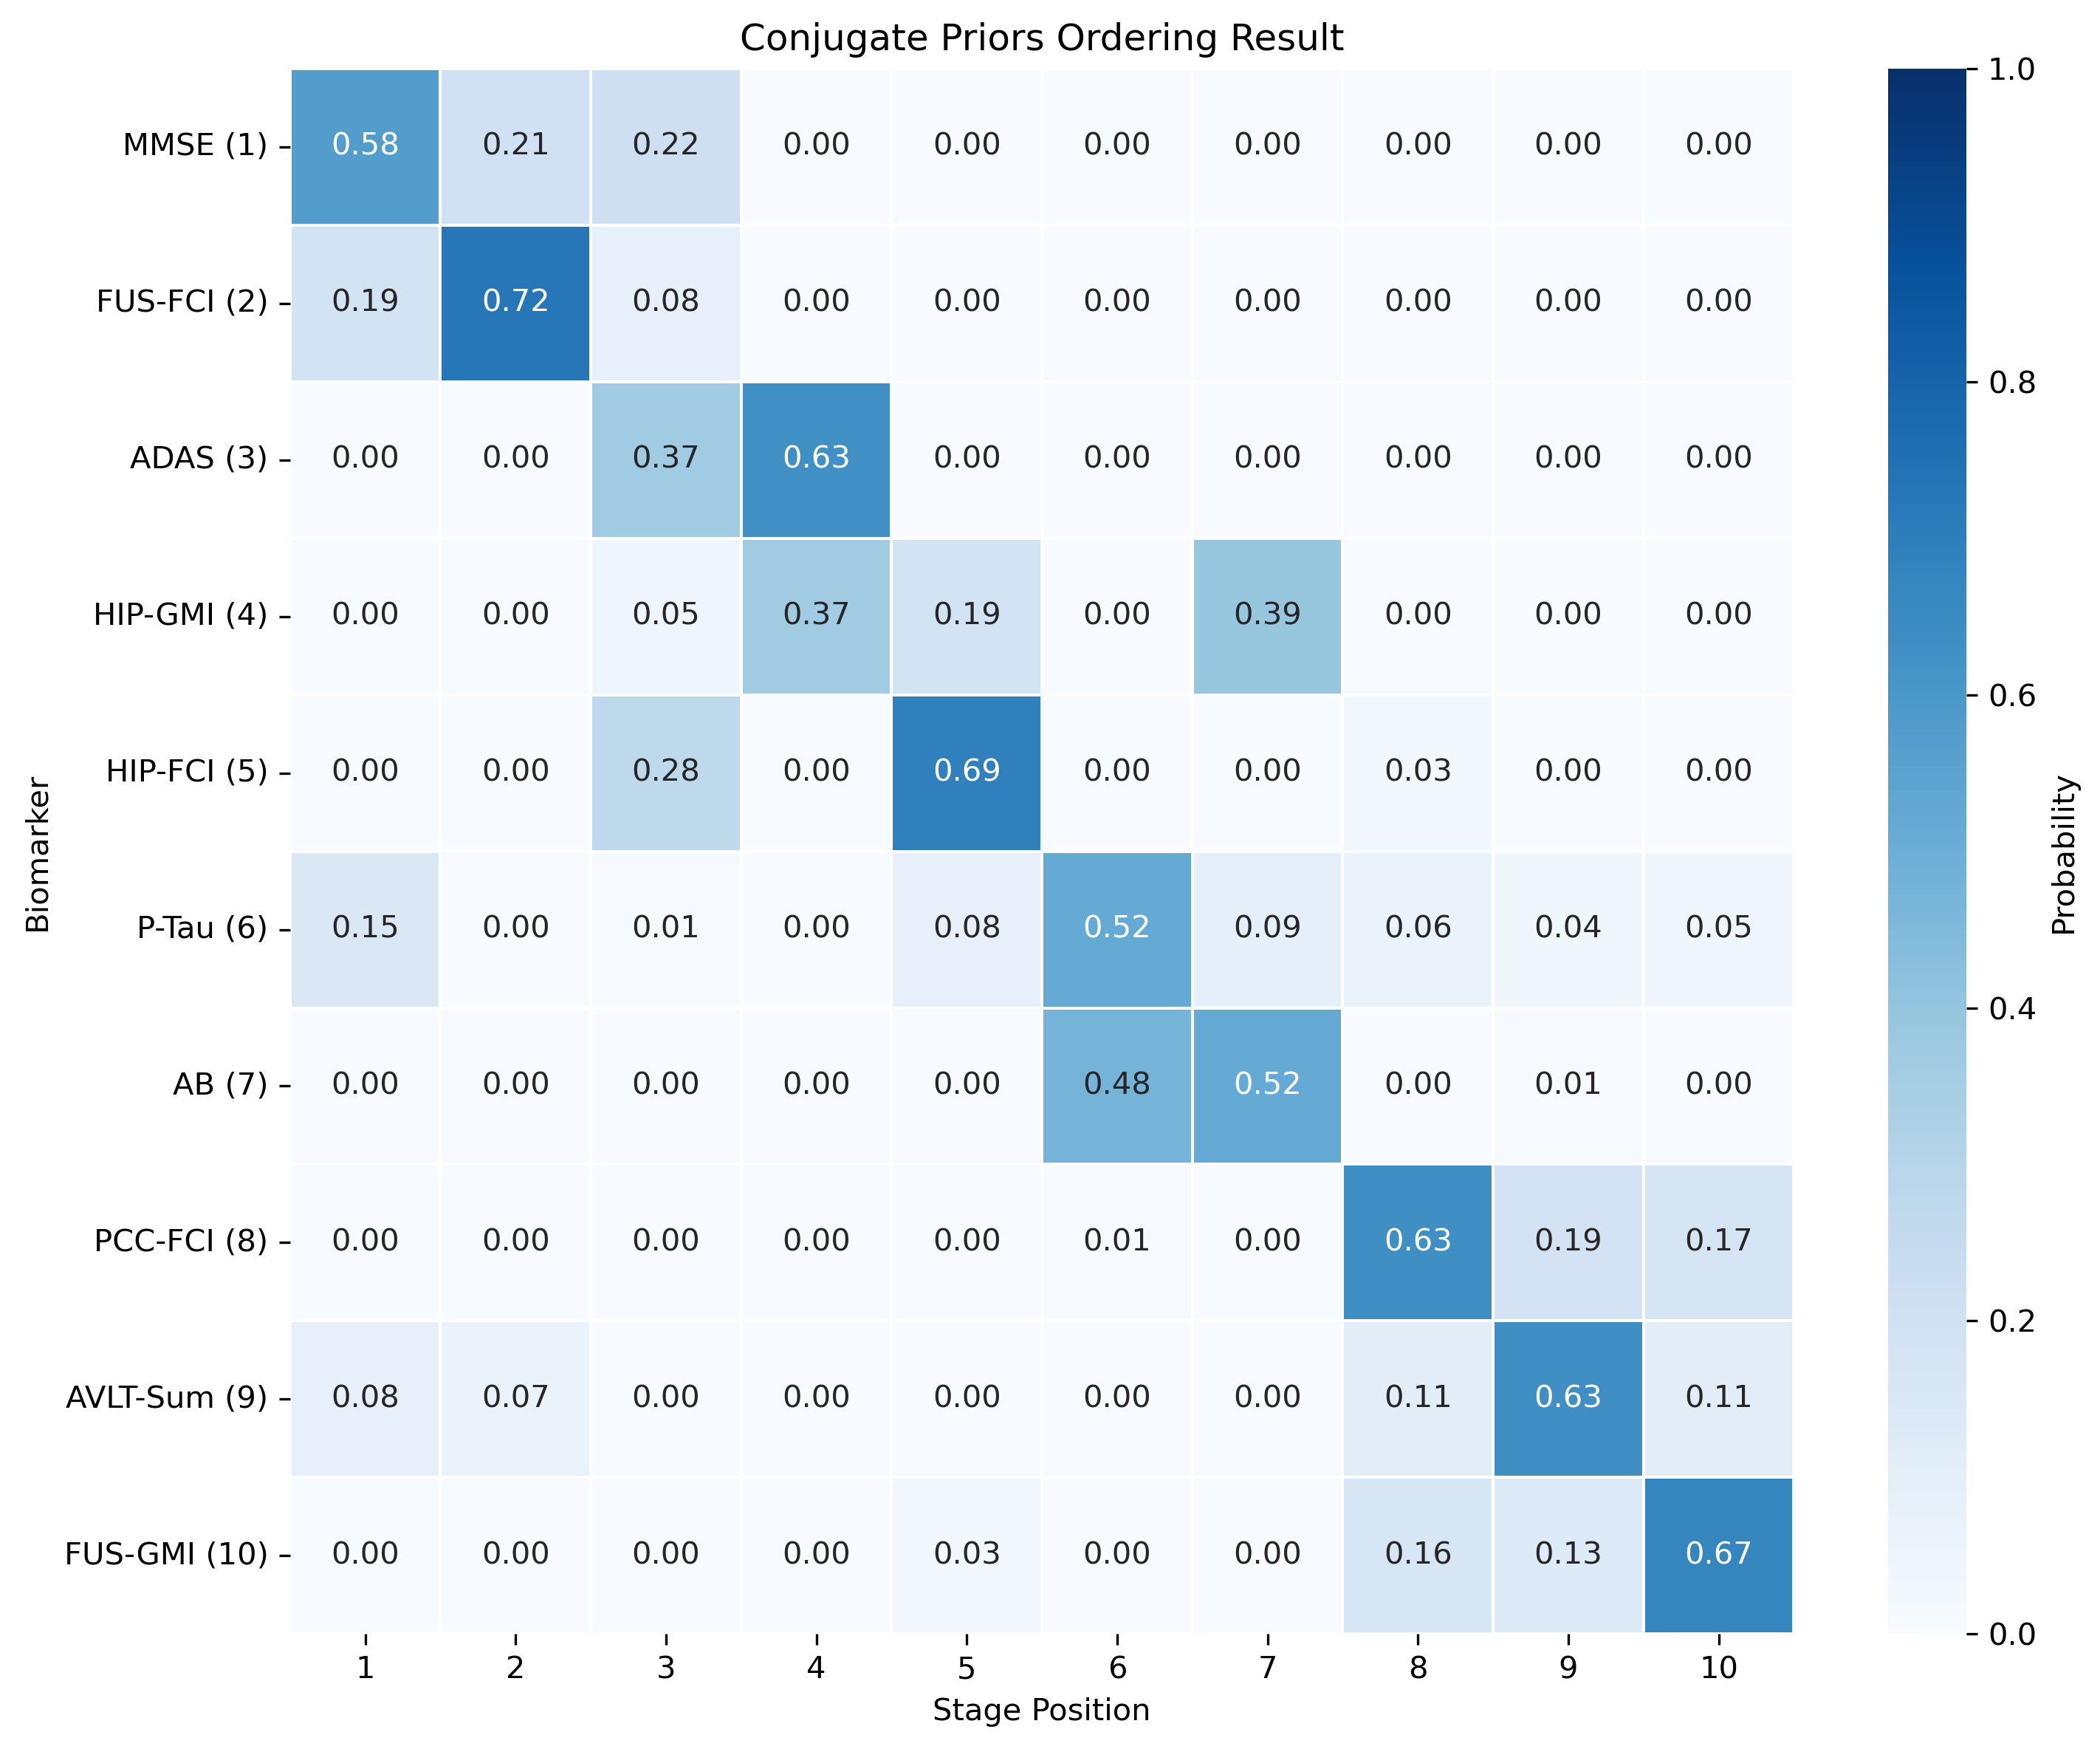 Conjugate Priors Ordering Result
MMSE (1) 0.58 0.21 0.22 0.00 0.00 0.00 0.00 0.00 0.00 0.00
FUS-FCI (2) 0.19 0.72 0.08 0.00 0.00 0.00 0.00 0.00 0.00 0.00
ADAS (3) 0.00 0.00 0.37 0.63 0.00 0.00 0.00 0.00 0.00 0.00
HIP-GMI (4) 0.00 0.00 0.05 0.37 0.19 0.00 0.39 0.00 0.00 0.00
HIP-FCI (5) 0.00 0.00 0.28 0.00 0.69 0.00 0.00 0.03 0.00 0.00
P-Tau (6) 0.15 0.00 0.01 0.00 0.08 0.52 0.09 0.06 0.04 0.05
AB (7) 0.00 0.00 0.00 0.00 0.00 0.48 0.52 0.00 0.01 0.00
PCC-FCI (8) 0.00 0.00 0.00 0.00 0.00 0.01 0.00 0.63 0.19 0.17
AVLT-Sum (9) 0.08 0.07 0.00 0.00 0.00 0.00 0.00 0.11 0.63 0.11
FUS-GMI (10) 0.00 0.00 0.00 0.00 0.03 0.00 0.00 0.16 0.13 0.67
1 2 3 4 5 6 7 8 9 10
Stage Position
Biomarker
1.0
0.8
0.6
0.4
0.2
0.0
Probability